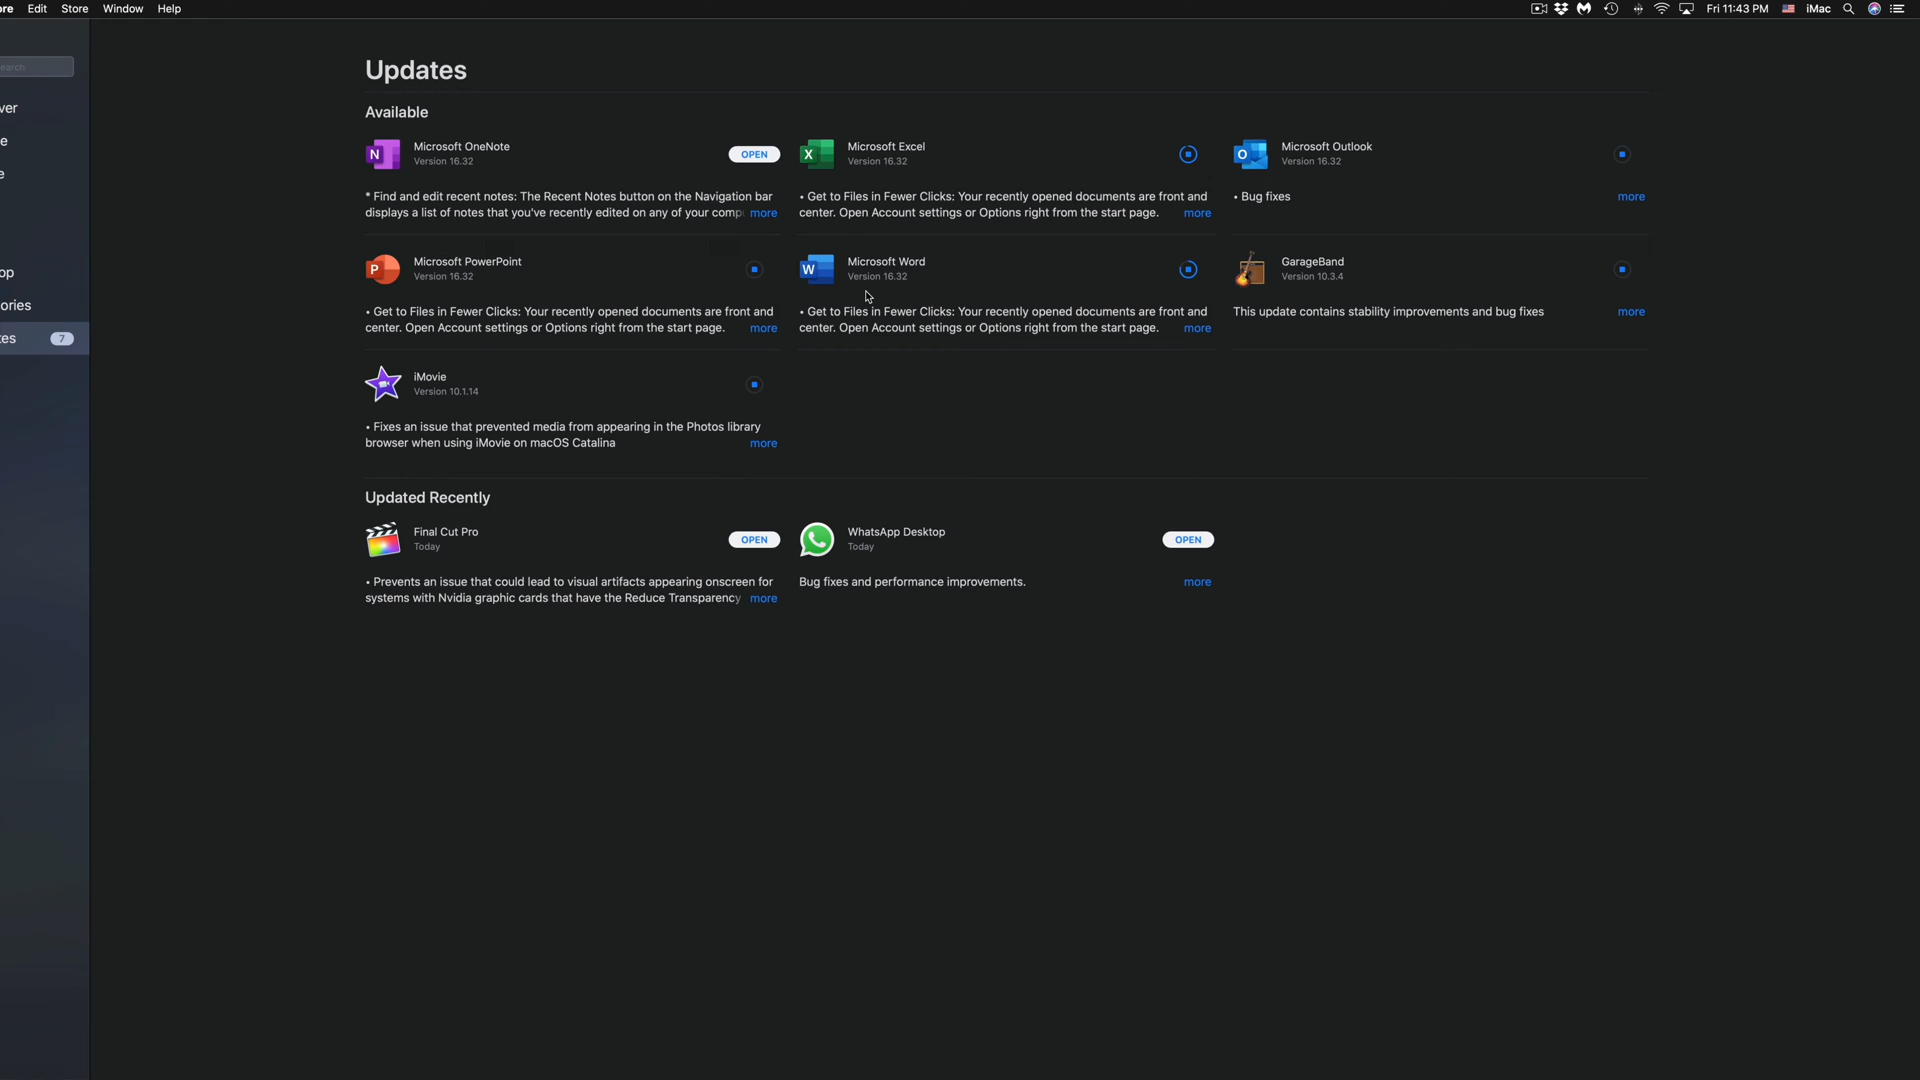 ore Edit Store Window Help
Fri 11:43 PM iMac
earch
ver
e
e
op
ories
tes 7
Updates
Available
Microsoft OneNote
Version 16.32
OPEN
* Find and edit recent notes: The Recent Notes button on the Navigation bar
displays a list of notes that you've recently edited on any of your comp more
Microsoft Excel
Version 16.32
• Get to Files in Fewer Clicks: Your recently opened documents are front and
center. Open Account settings or Options right from the start page. more
Microsoft Outlook
Version 16.32
• Bug fixes more
Microsoft PowerPoint
Version 16.32
• Get to Files in Fewer Clicks: Your recently opened documents are front and
center. Open Account settings or Options right from the start page. more
Microsoft Word
Version 16.32
• Get to Files in Fewer Clicks: Your recently opened documents are front and
center. Open Account settings or Options right from the start page. more
GarageBand
Version 10.3.4
This update contains stability improvements and bug fixes more
iMovie
Version 10.1.14
• Fixes an issue that prevented media from appearing in the Photos library
browser when using iMovie on macOS Catalina more
Updated Recently
Final Cut Pro
Today
OPEN
• Prevents an issue that could lead to visual artifacts appearing onscreen for
systems with Nvidia graphic cards that have the Reduce Transparency more
WhatsApp Desktop
Today
OPEN
Bug fixes and performance improvements. more